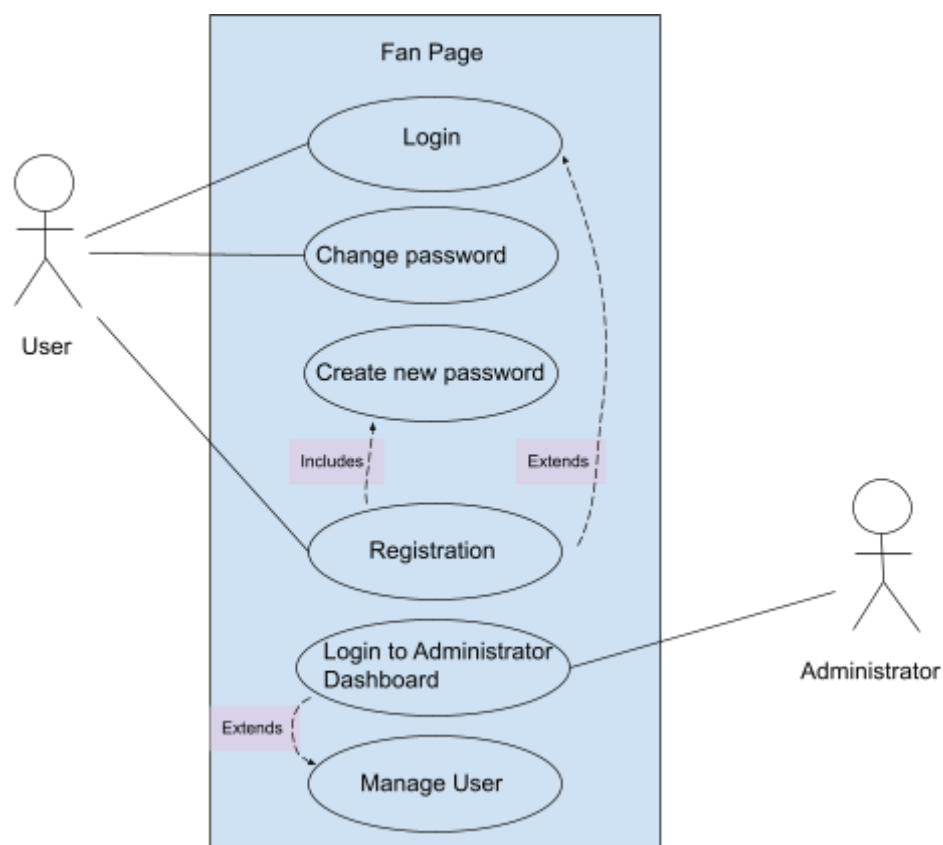 Fan Page
Login
Change password
User
Create new password
Includes
Extends
Registration
Login to Administrator
Dashboard
Administrator
Extends
Manage User